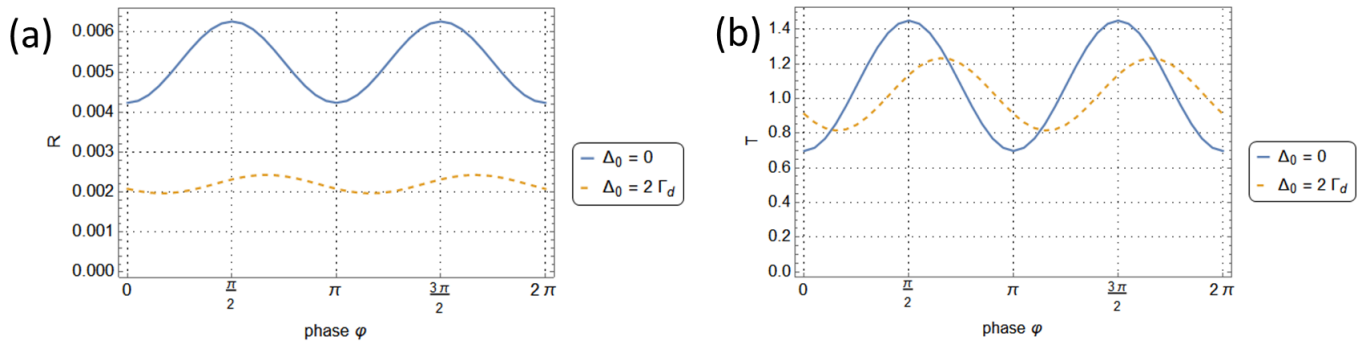 (a)
0.006
0.005
0.004
0.003
0.002
0.001
0.000
R
0
π/2
π
3π/2
2π
phase φ
Δ₀ = 0
Δ₀ = 2 Γ_d
(b)
1.4
1.2
1.0
0.8
0.6
0.4
0.2
0.0
T
0
π/2
π
3π/2
2π
phase φ
Δ₀ = 0
Δ₀ = 2 Γ_d